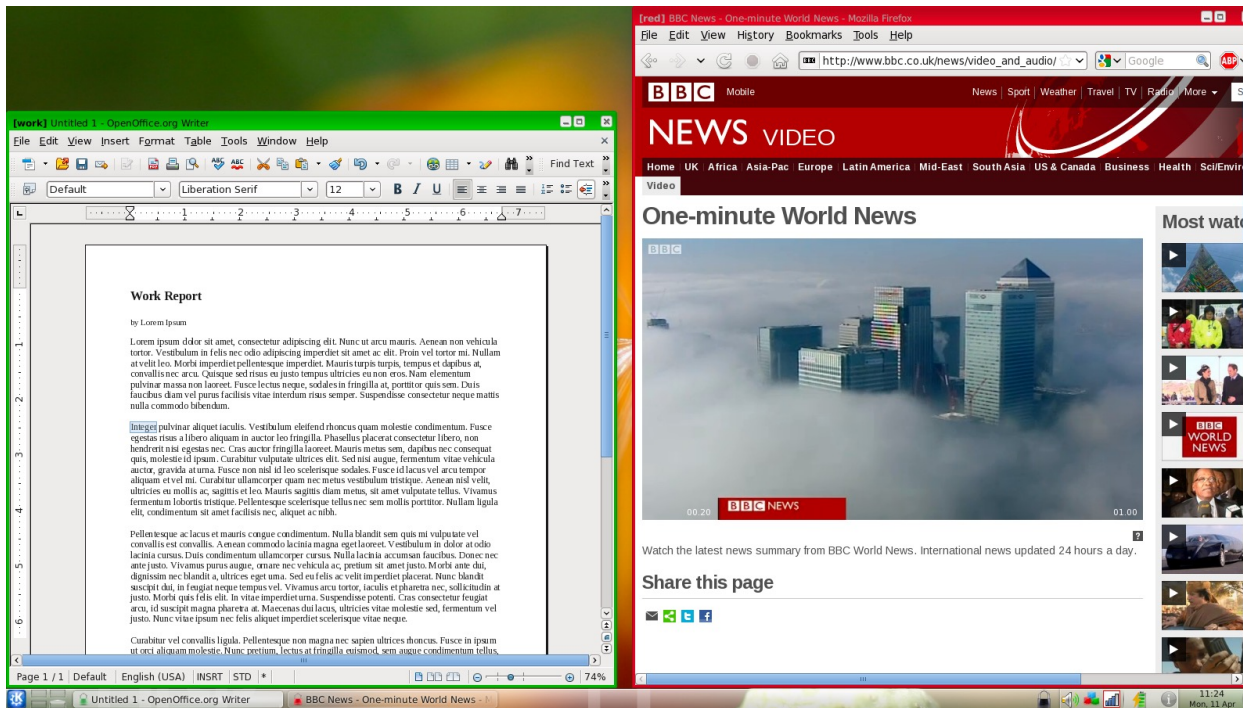 [work] Untitled 1 - OpenOffice.org Writer
File Edit View Insert Format Table Tools Window Help
Find Text
Default Liberation Serif 12 B I U
1 2 3 4 5 6 7
Work Report
by Lorem Ipsum
Lorem ipsum dolor sit amet, consectetur adipiscing elit. Nunc ut arcu mauris. Aenean non vehicula
tortor. Vestibulum in felis nec odio adipiscing imperdiet sit amet ac elit. Proin vel tortor mi. Nullam
at velit leo. Morbi imperdiet pellentesque imperdiet. Mauris turpis turpis, tempus et dapibus at,
convallis nec arcu. Quisque sed risus eu justo tempus ultricies eu non eros. Nam elementum
pulvinar massa non laoreet. Fusce lectus neque, sodales in fringilla at, porttitor quis sem. Duis
faucibus diam vel purus facilisis vitae interdum risus semper. Suspendisse consectetur neque mattis
nulla commodo bibendum.
Integer pulvinar aliquet iaculis. Vestibulum eleifend rhoncus quam molestie condimentum. Fusce
egestas risus a libero aliquam in auctor leo fringilla. Phasellus placerat consectetur libero, non
hendrerit nisi egestas nec. Cras auctor fringilla laoreet. Mauris metus sem, dapibus nec consequat
quis, molestie id ipsum. Curabitur vulputate ultrices elit. Sed nisi augue, fermentum vitae vehicula
auctor, gravida at urna. Fusce non nisl id leo scelerisque sodales. Fusce id lacus vel arcu tempor
aliquam et vel mi. Curabitur ullamcorper quam nec metus vestibulum tristique. Aenean nisl velit,
ultricies eu mollis ac, sagittis et leo. Mauris sagittis diam metus, sit amet vulputate tellus. Vivamus
fermentum lobortis tristique. Pellentesque scelerisque tellus nec sem mollis porttitor. Nullam ligula
elit, condimentum sit amet facilisis nec, aliquet ac nibh.
Pellentesque ac lacus et mauris congue condimentum. Nulla blandit sem quis mi vulputate vel
convallis est convallis. Aenean commodo lacinia magna eget laoreet. Vestibulum in dolor at odio
lacinia cursus. Duis condimentum ullamcorper cursus. Nulla lacinia accumsan faucibus. Donec nec
ante justo. Vivamus purus augue, ornare nec vehicula ac, pretium sit amet justo. Morbi ante dui,
dignissim nec blandit a, ultrices eget urna. Sed eu felis ac velit imperdiet placerat. Nunc blandit
suscipit dui, in feugiat neque tempus vel. Vivamus arcu tortor, iaculis et pharetra nec, sollicitudin at
justo. Morbi quis felis elit. In vitae imperdiet urna. Suspendisse potenti. Cras consectetur feugiat
arcu, id suscipit magna pharetra at. Maecenas dui lacus, ultricies vitae molestie sed, fermentum vel
justo. Nunc vitae ipsum nec felis aliquet imperdiet scelerisque vitae neque.
Curabitur vel convallis ligula. Pellentesque non magna nec sapien ultrices rhoncus. Fusce in ipsum
ut orci aliquam molestie. Nunc pretium, lectus at fringilla euismod, sem augue condimentum tellus,
Page 1 / 1 Default English (USA) INSRT STD * 74%
[red] BBC News - One-minute World News - Mozilla Firefox
File Edit View History Bookmarks Tools Help
http://www.bbc.co.uk/news/video_and_audio/ Google ABP
BBC Mobile News Sport Weather Travel TV Radio More S
NEWS VIDEO
Home UK Africa Asia-Pac Europe Latin America Mid-East South Asia US & Canada Business Health Sci/Envir
Video
One-minute World News
BBC
00.20 BBC NEWS 01.00
?
Watch the latest news summary from BBC World News. International news updated 24 hours a day.
Share this page
Most wat
BBC
WORLD
NEWS
Untitled 1 - OpenOffice.org Writer BBC News - One-minute World News -
11:24
Mon, 11 Apr